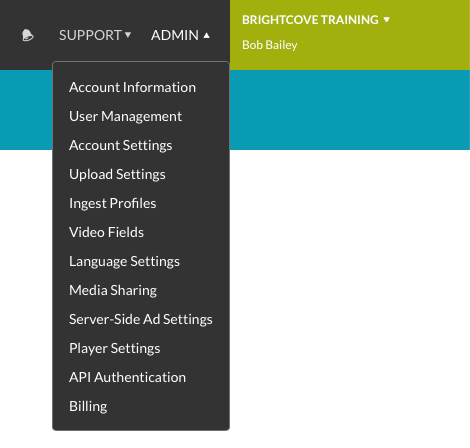 SUPPORT ADMIN BRIGHTCOVE TRAINING
Bob Bailey
Account Information
User Management
Account Settings
Upload Settings
Ingest Profiles
Video Fields
Language Settings
Media Sharing
Server-Side Ad Settings
Player Settings
API Authentication
Billing